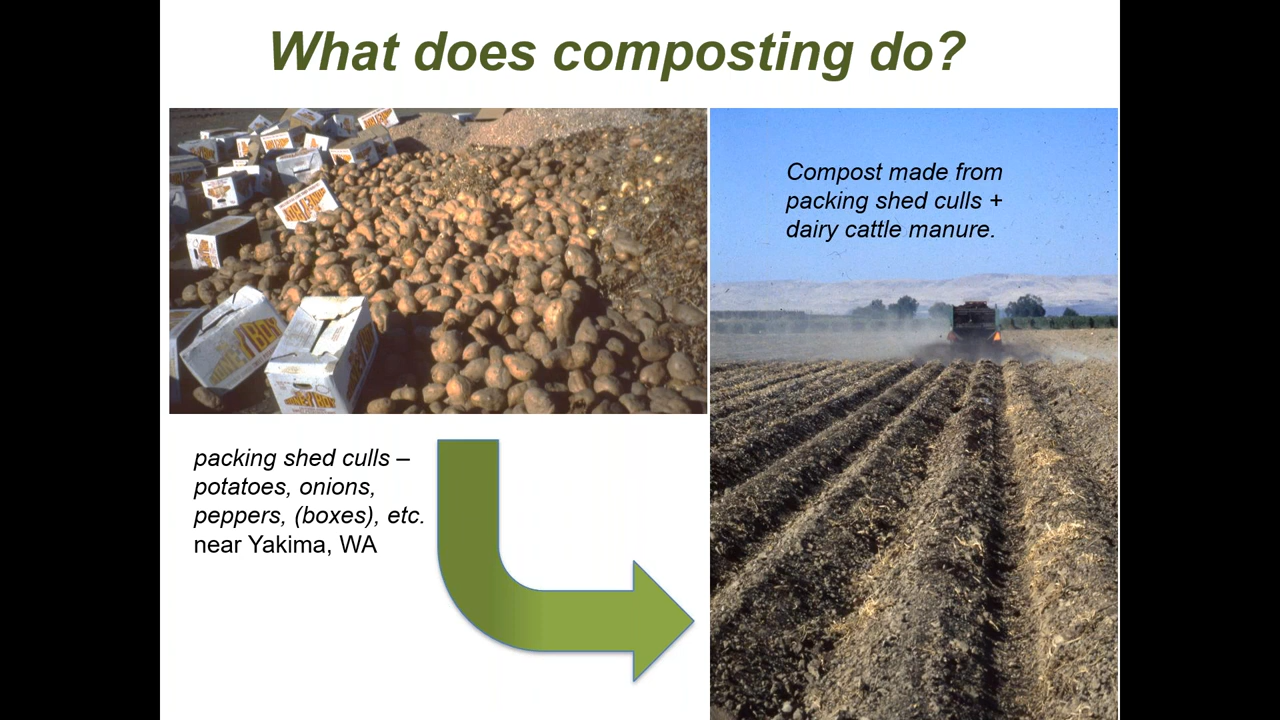 What does composting do?
Compost made from
packing shed culls +
dairy cattle manure.
packing shed culls –
potatoes, onions,
peppers, (boxes), etc.
near Yakima, WA